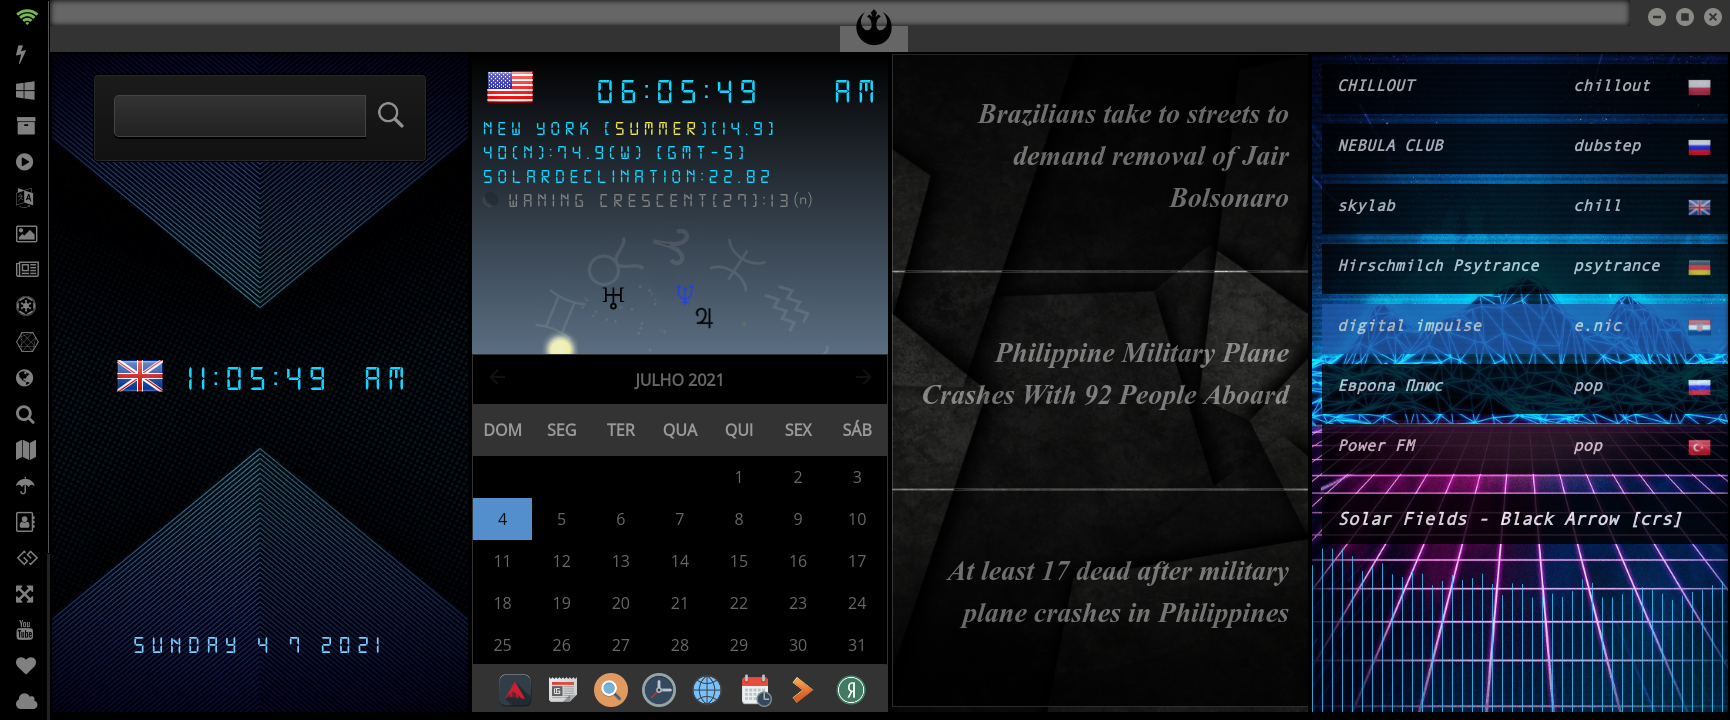 11:05:49 AM
SUNDAY 4 7 2021
06:05:49 AM
NEW YORK (SUMMER)(14.9)
40(N):74.9(W) (GMT-5)
SOLARDECLINATION:22.82
WANING CRESCENT(27):13(n)
JULHO 2021
DOM SEG TER QUA QUI SEX SÁB
1 2 3
4 5 6 7 8 9 10
11 12 13 14 15 16 17
18 19 20 21 22 23 24
25 26 27 28 29 30 31
Brazilians take to streets to
demand removal of Jair
Bolsonaro
Philippine Military Plane
Crashes With 92 People Aboard
At least 17 dead after military
plane crashes in Philippines
CHILLOUT chillout
NEBULA CLUB dubstep
skylab chill
Hirschmilch Psytrance psytrance
digital impulse e.nic
Европа Плюс pop
Power FM pop
Solar Fields - Black Arrow [crs]
You
Tube
Я